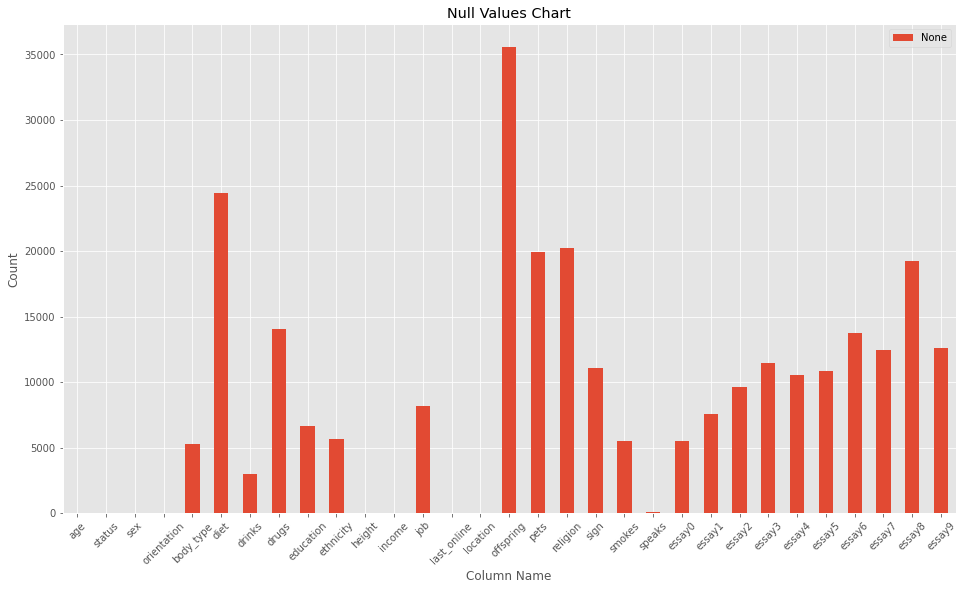 Null Values Chart
None
35000
30000
25000
20000
15000
10000
5000
0
Count
age
status
sex
orientation
body_type
diet
drinks
drugs
education
ethnicity
height
income
job
last_online
location
offspring
pets
religion
sign
smokes
speaks
essay0
essay1
essay2
essay3
essay4
essay5
essay6
essay7
essay8
essay9
Column Name